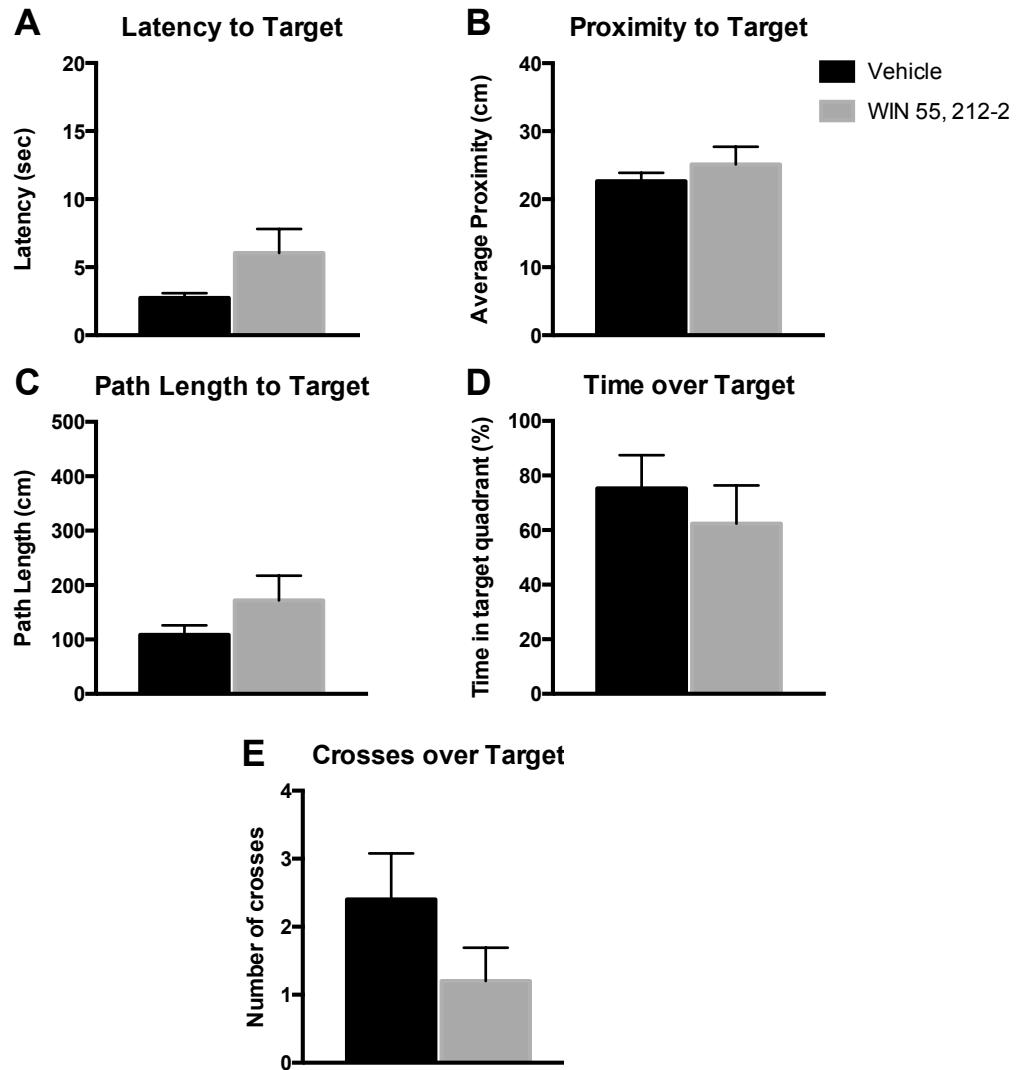 A Latency to Target
Latency (sec)
20
15
10
5
0
B Proximity to Target
Average Proximity (cm)
40
30
20
10
0
Vehicle
WIN 55, 212-2
C Path Length to Target
Path Length (cm)
500
400
300
200
100
0
D Time over Target
Time in target quadrant (%)
100
80
60
40
20
0
E Crosses over Target
Number of crosses
4
3
2
1
0